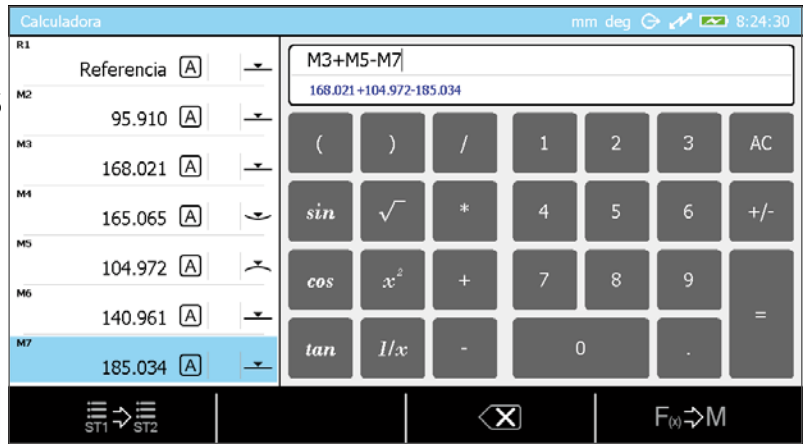 Calculadora mm deg 8:24:30
R1
Referencia A
M2
95.910 A
M3
168.021 A
M4
165.065 A
M5
104.972 A
M6
140.961 A
M7
185.034 A
M3+M5-M7
168.021+104.972-185.034
( ) / 1 2 3 AC
sin √ * 4 5 6 +/-
cos x² + 7 8 9
=
tan 1/x - 0 .
ST1 ST2
F(x) M